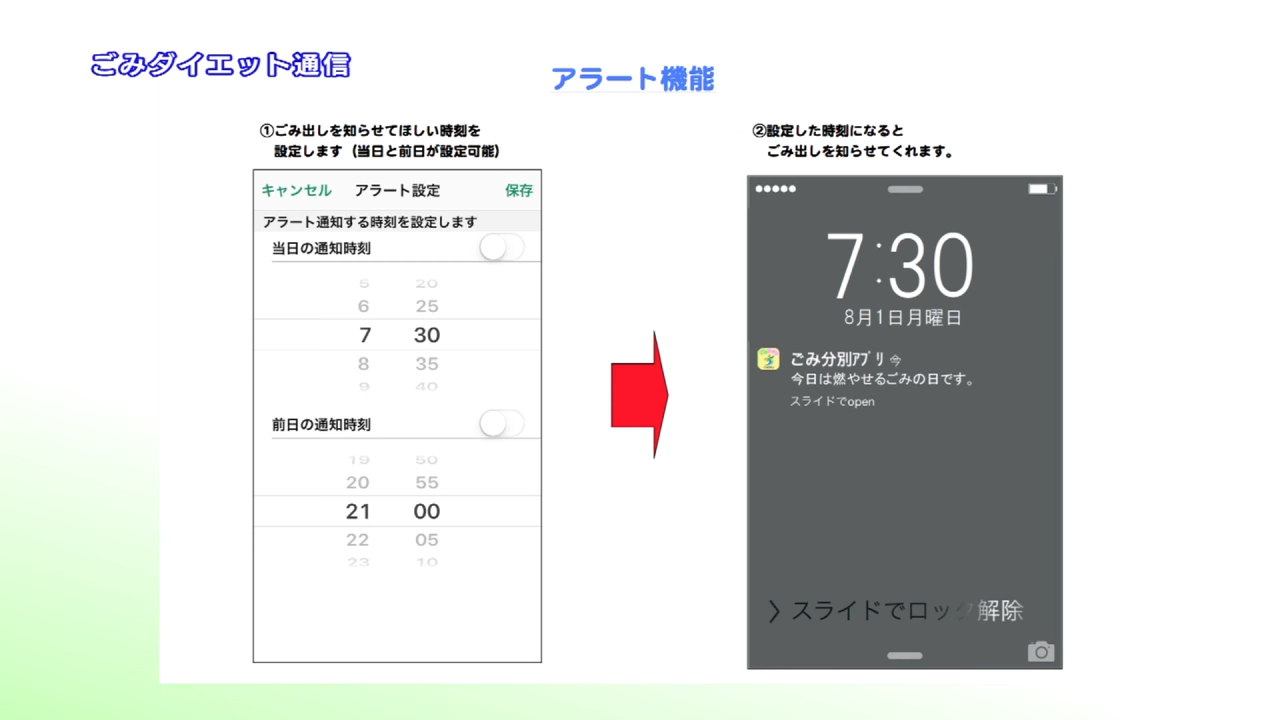 ごみダイエット通信
アラート機能
①ごみ出しを知らせてほしい時刻を
設定します（当日と前日が設定可能）
キャンセル アラート設定 保存
アラート通知する時刻を設定します
当日の通知時刻
5 20
6 25
7 30
8 35
9 40
前日の通知時刻
19 50
20 55
21 00
22 05
23 10
②設定した時刻になると
ごみ出しを知らせてくれます。
7:30
8月1日月曜日
ごみ分別ｱﾌﾟﾘ 今
今日は燃やせるごみの日です。
スライドでopen
〉スライドでロック解除